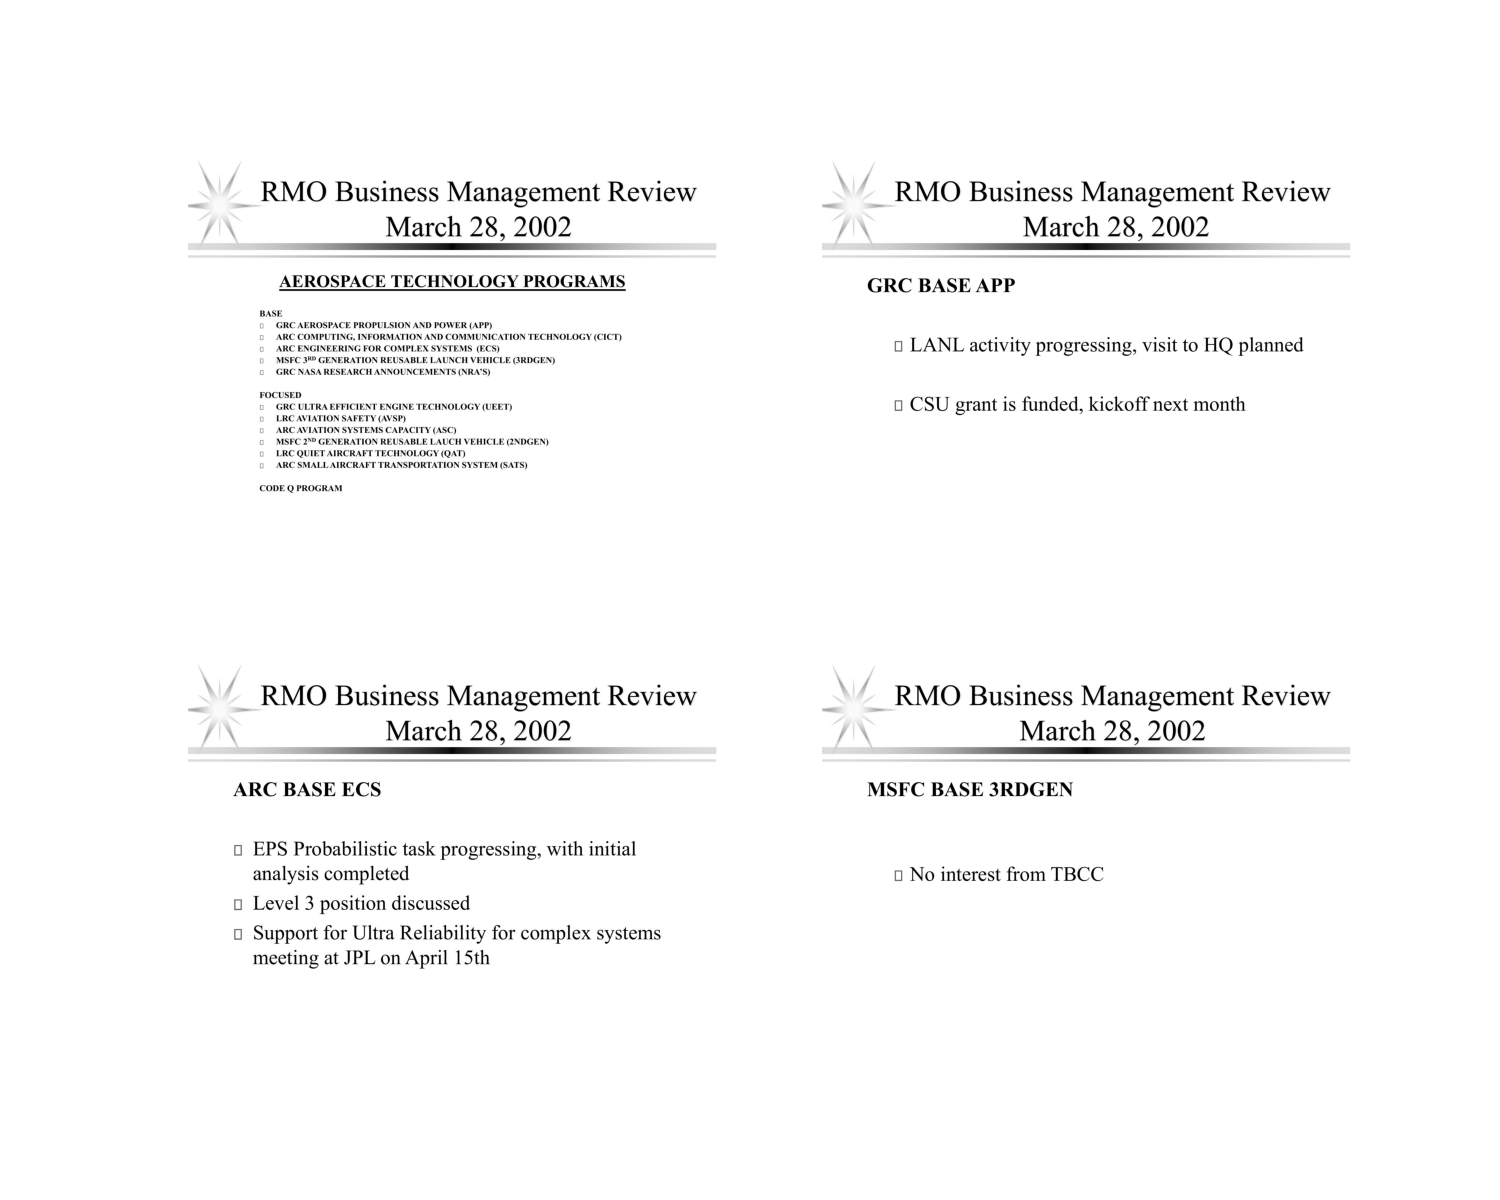 RMO Business Management Review
March 28, 2002
AEROSPACE TECHNOLOGY PROGRAMS
BASE
GRC AEROSPACE PROPULSION AND POWER (APP)
ARC COMPUTING, INFORMATION AND COMMUNICATION TECHNOLOGY (CICT)
ARC ENGINEERING FOR COMPLEX SYSTEMS (ECS)
MSFC 3RD GENERATION REUSABLE LAUNCH VEHICLE (3RDGEN)
GRC NASA RESEARCH ANNOUNCEMENTS (NRA'S)
FOCUSED
GRC ULTRA EFFICIENT ENGINE TECHNOLOGY (UEET)
LRC AVIATION SAFETY (AVSP)
ARC AVIATION SYSTEMS CAPACITY (ASC)
MSFC 2ND GENERATION REUSABLE LAUCH VEHICLE (2NDGEN)
LRC QUIET AIRCRAFT TECHNOLOGY (QAT)
ARC SMALL AIRCRAFT TRANSPORTATION SYSTEM (SATS)
CODE Q PROGRAM
RMO Business Management Review
March 28, 2002
GRC BASE APP
LANL activity progressing, visit to HQ planned
CSU grant is funded, kickoff next month
RMO Business Management Review
March 28, 2002
ARC BASE ECS
EPS Probabilistic task progressing, with initial
analysis completed
Level 3 position discussed
Support for Ultra Reliability for complex systems
meeting at JPL on April 15th
RMO Business Management Review
March 28, 2002
MSFC BASE 3RDGEN
No interest from TBCC